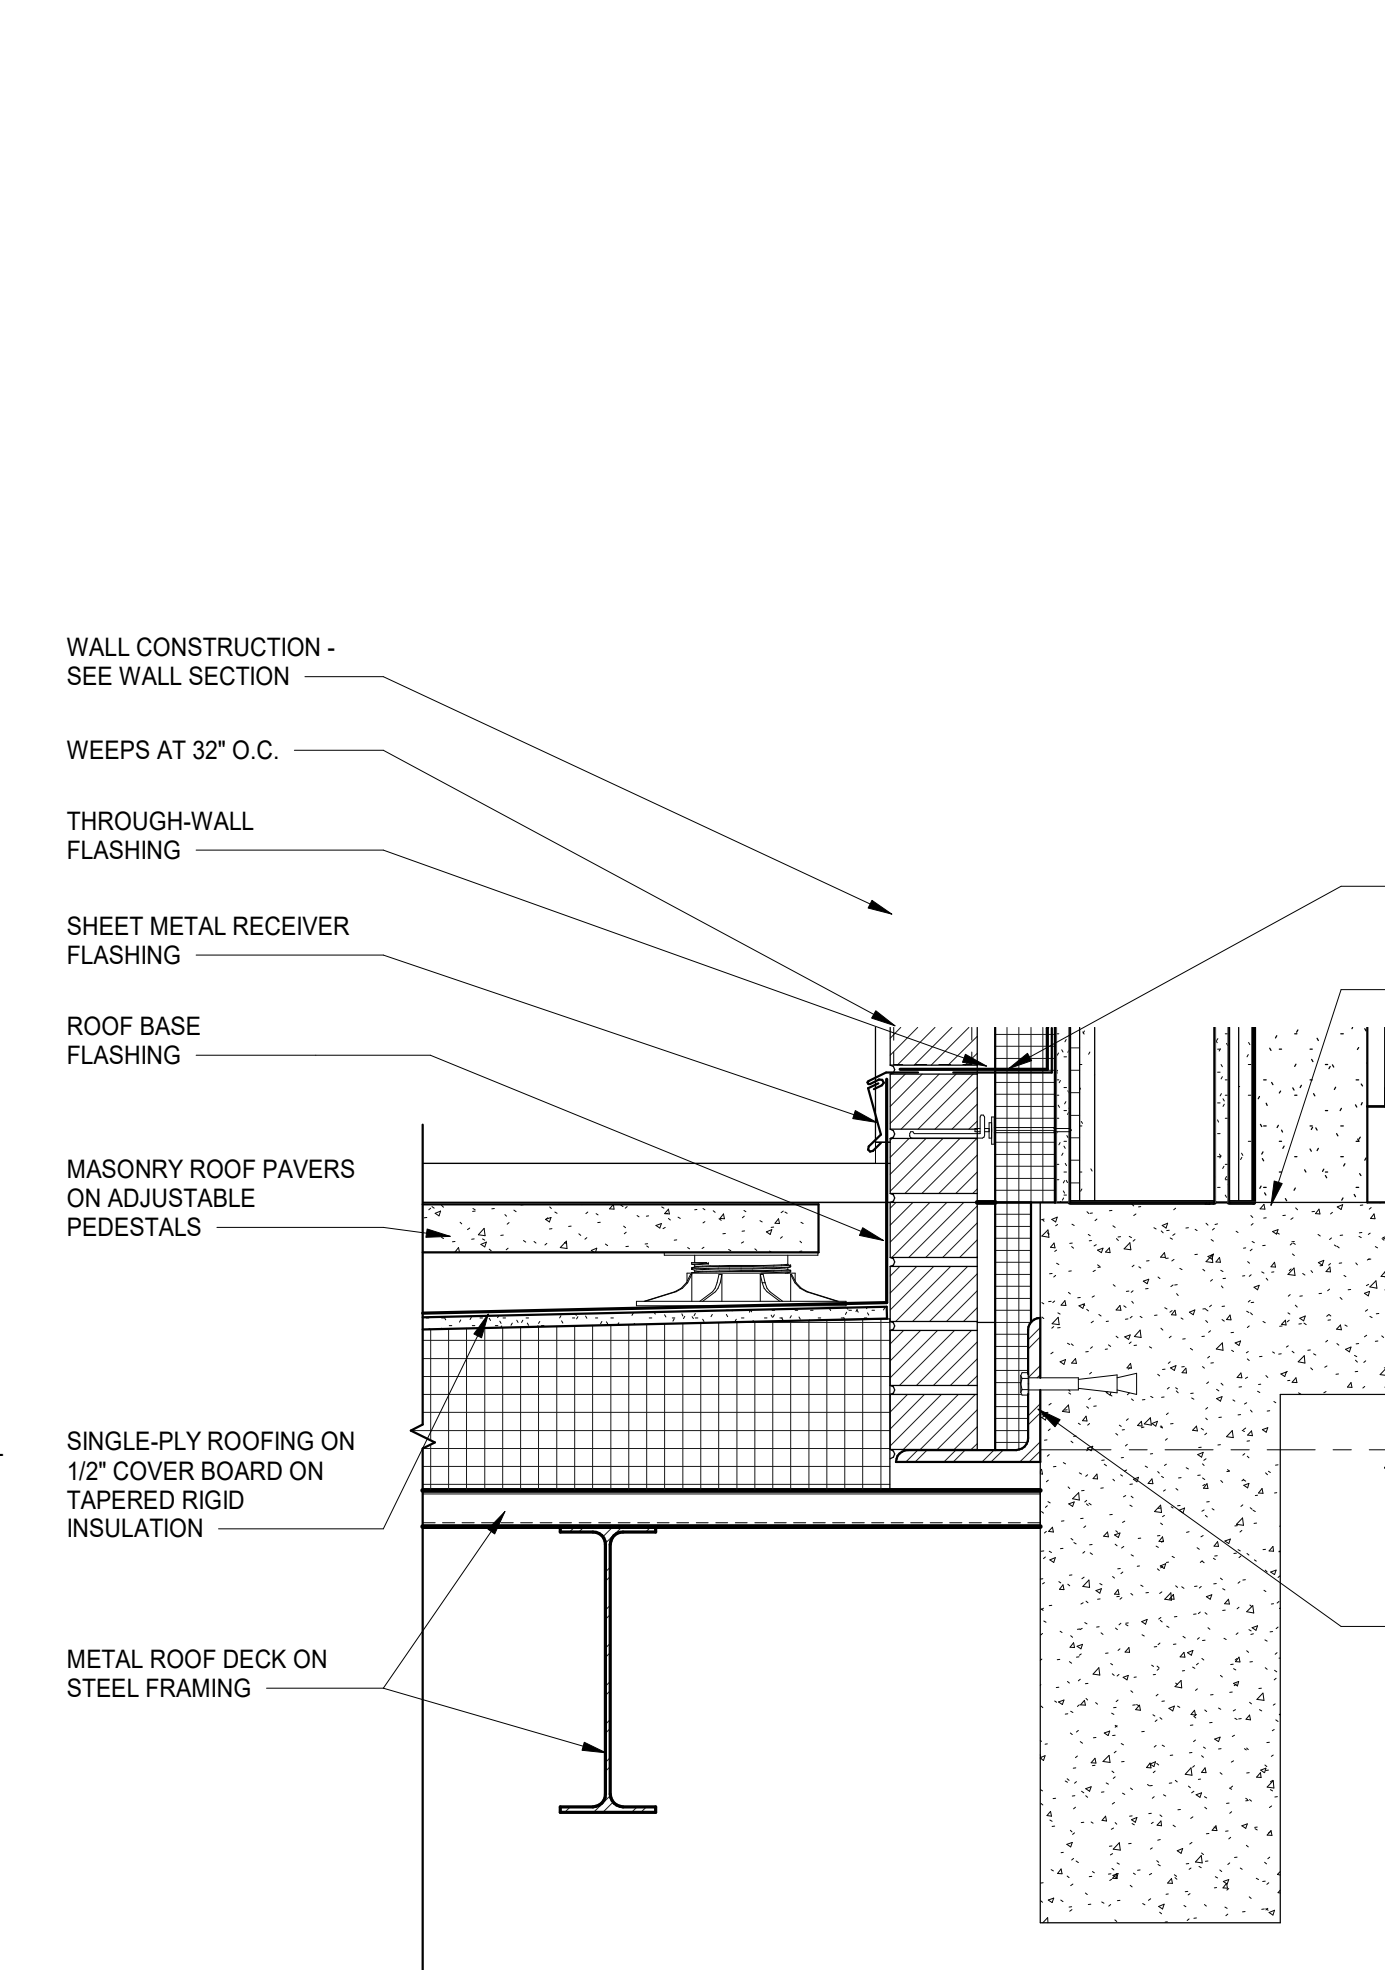 WALL CONSTRUCTION -
SEE WALL SECTION
WEEPS AT 32" O.C.
THROUGH-WALL
FLASHING
SHEET METAL RECEIVER
FLASHING
ROOF BASE
FLASHING
MASONRY ROOF PAVERS
ON ADJUSTABLE
PEDESTALS
SINGLE-PLY ROOFING ON
1/2" COVER BOARD ON
TAPERED RIGID
INSULATION
METAL ROOF DECK ON
STEEL FRAMING